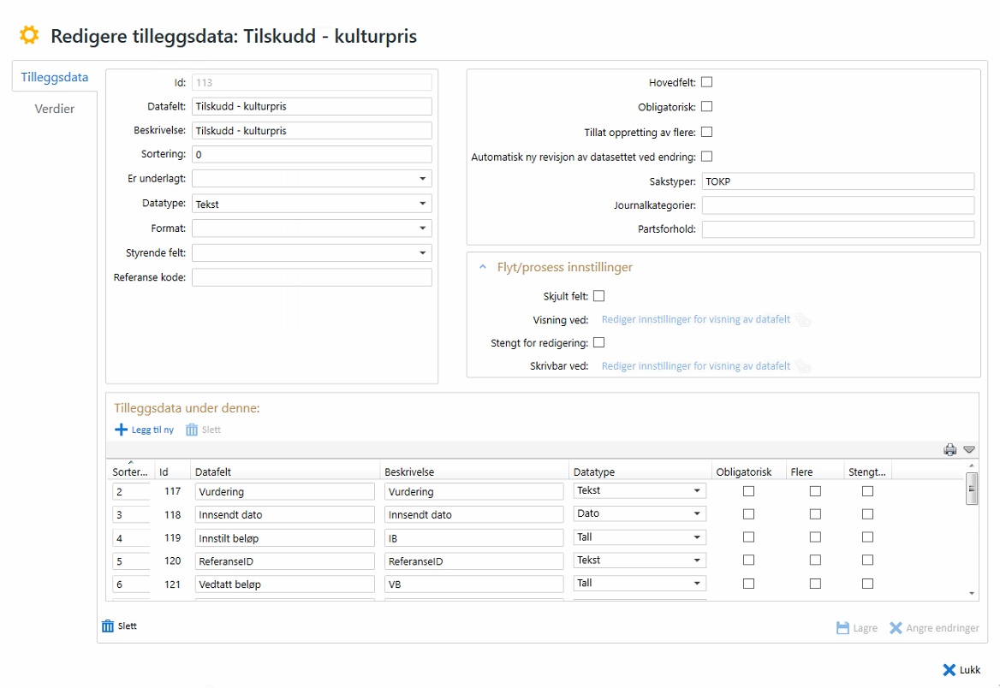 Redigere tilleggsdata: Tilskudd - kulturpris
Tilleggsdata
Verdier
Id: 113
Datafelt: Tilskudd - kulturpris
Beskrivelse: Tilskudd - kulturpris
Sortering: 0
Er underlagt:
Datatype: Tekst
Format:
Styrende felt:
Referanse kode:
Hovedfelt:
Obligatorisk:
Tillat oppretting av flere:
Automatisk ny revisjon av datasettet ved endring:
Sakstyper: TOKP
Journalkategorier:
Partsforhold:
Flyt/prosess innstillinger
Skjult felt:
Visning ved: Rediger innstillinger for visning av datafelt
Stengt for redigering:
Skrivbar ved: Rediger innstillinger for visning av datafelt
Tilleggsdata under denne:
Legg til ny Slett
Sorter... Id Datafelt Beskrivelse Datatype Obligatorisk Flere Stengt...
2 117 Vurdering Vurdering Tekst
3 118 Innsendt dato Innsendt dato Dato
4 119 Innstilt beløp IB Tall
5 120 ReferanseID ReferanseID Tekst
6 121 Vedtatt beløp VB Tall
Slett
Lagre Angre endringer
Lukk